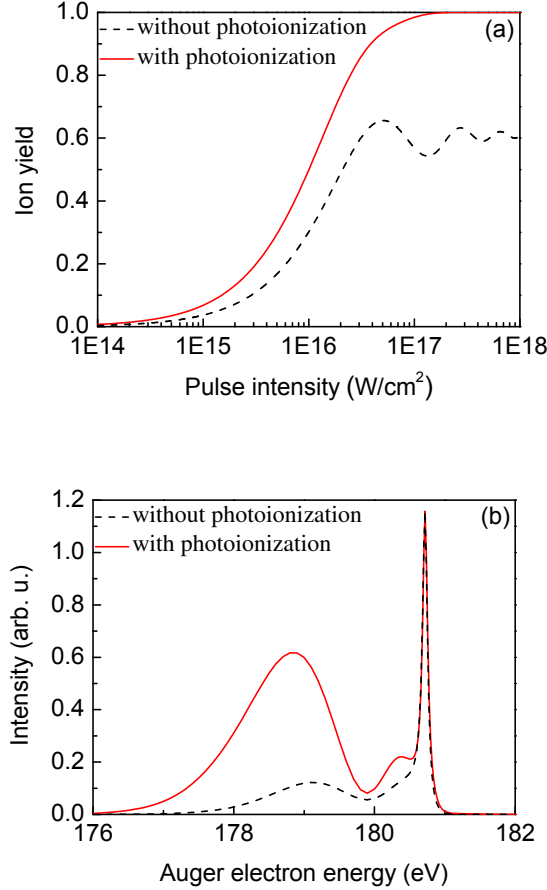 1.0
without photoionization
(a)
with photoionization
0.8
0.6
0.4
0.2
0.0
Ion yield
1E14 1E15 1E16 1E17 1E18
Pulse intensity (W/cm²)
1.2
without photoionization
(b)
with photoionization
1.0
0.8
0.6
0.4
0.2
0.0
Intensity (arb. u.)
176 178 180 182
Auger electron energy (eV)